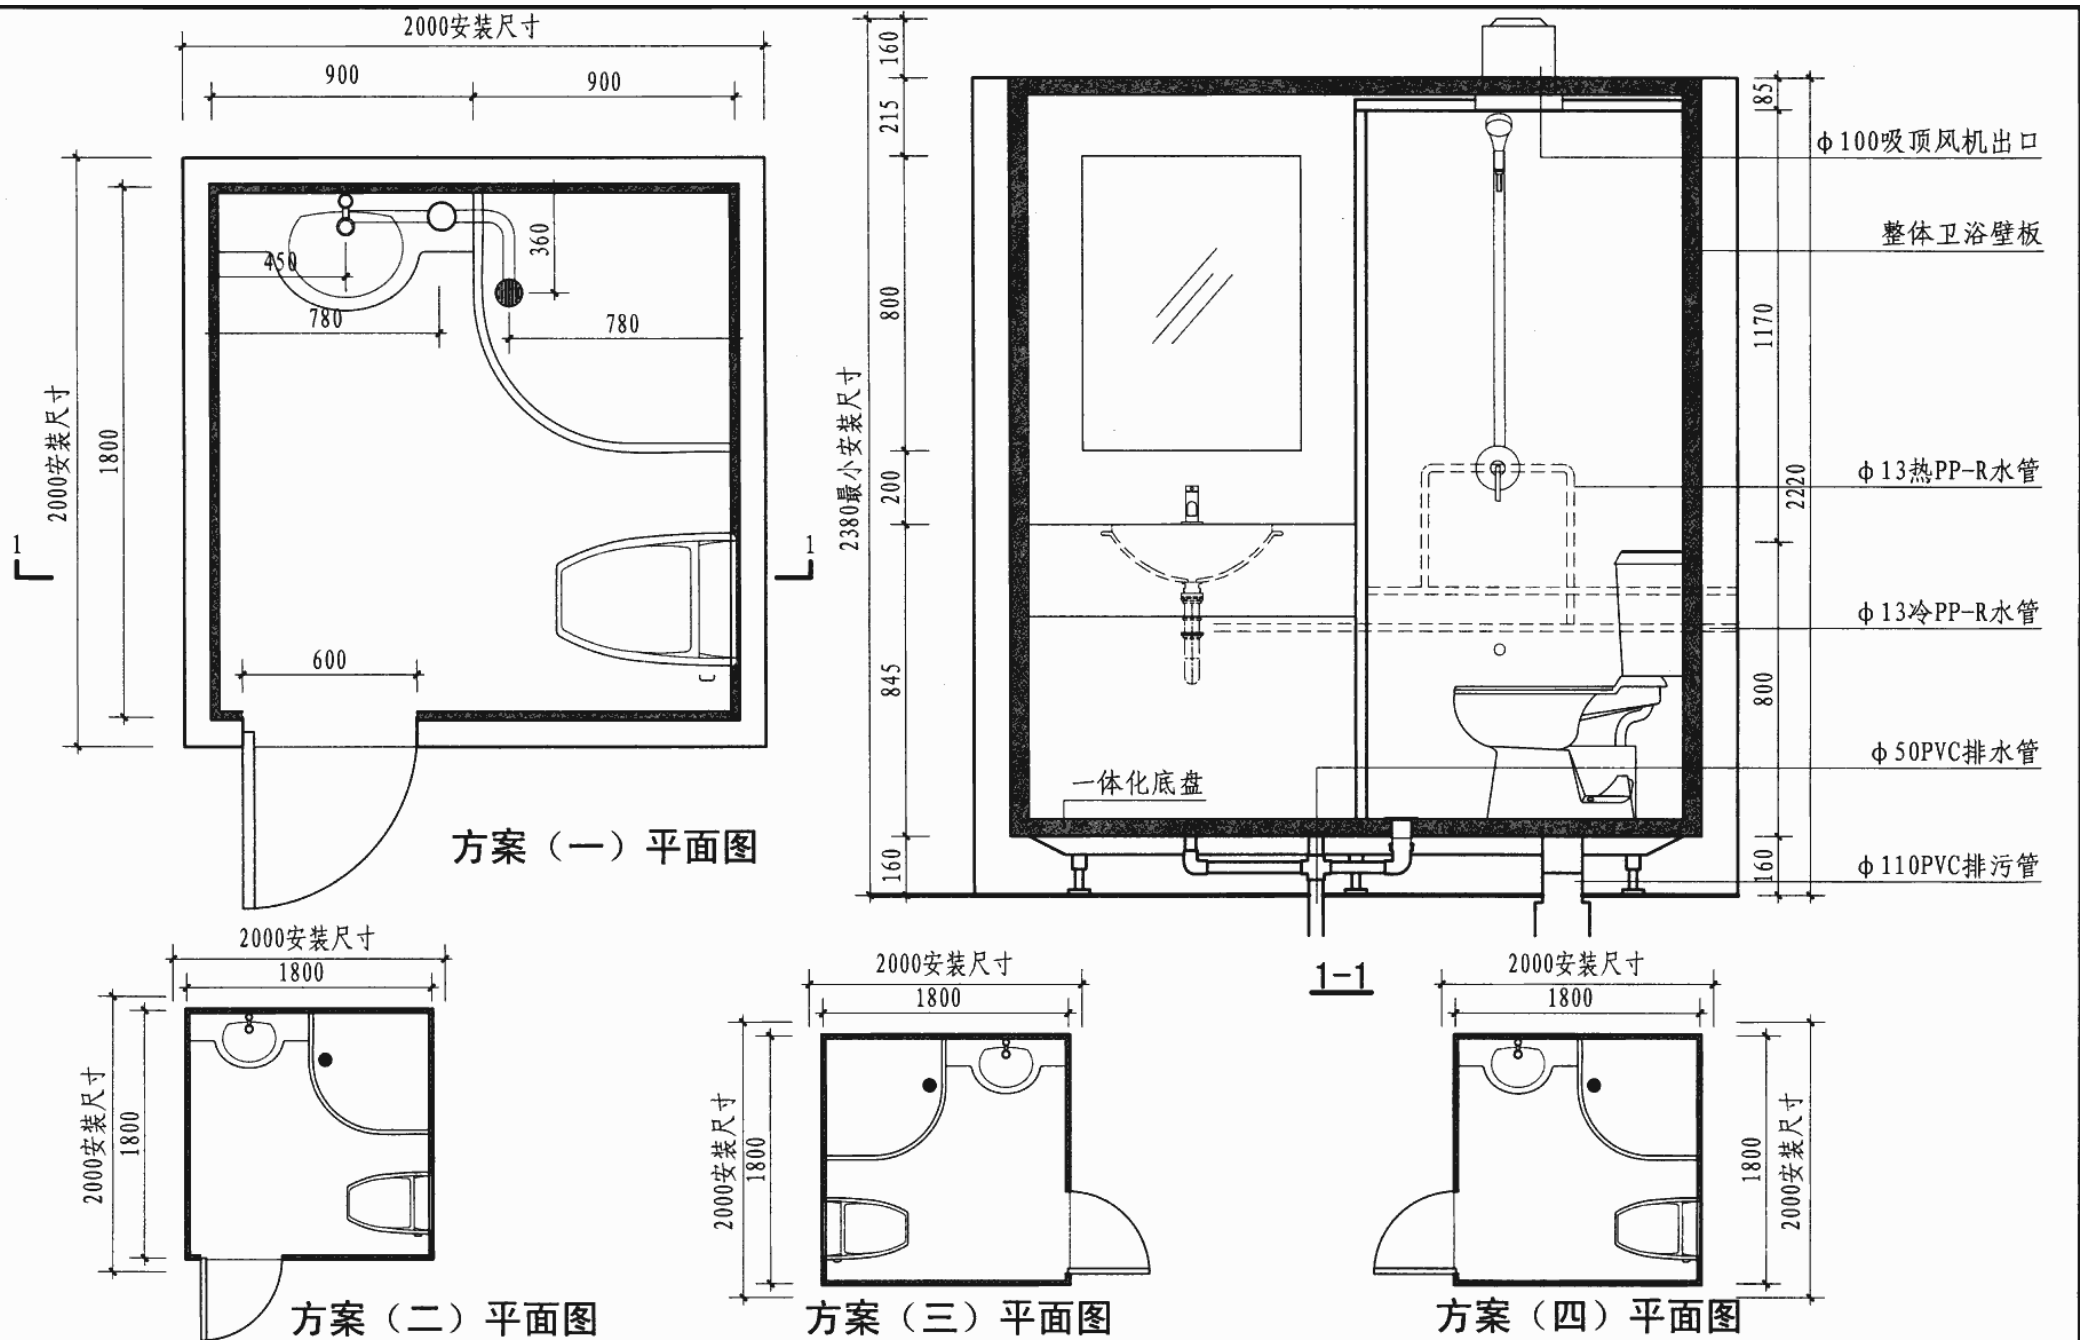 2000安装尺寸
900
900
2000安装尺寸
1800
450
360
780
780
600
1
1
方案（一）平面图
2380最小安装尺寸
160
215
800
200
845
160
85
1170
2220
800
160
φ100吸顶风机出口
整体卫浴壁板
φ13热PP-R水管
φ13冷PP-R水管
φ50PVC排水管
φ110PVC排污管
一体化底盘
1-1
2000安装尺寸
1800
2000安装尺寸
1800
方案（二）平面图
2000安装尺寸
1800
2000安装尺寸
1800
方案（三）平面图
2000安装尺寸
1800
1800
2000安装尺寸
方案（四）平面图